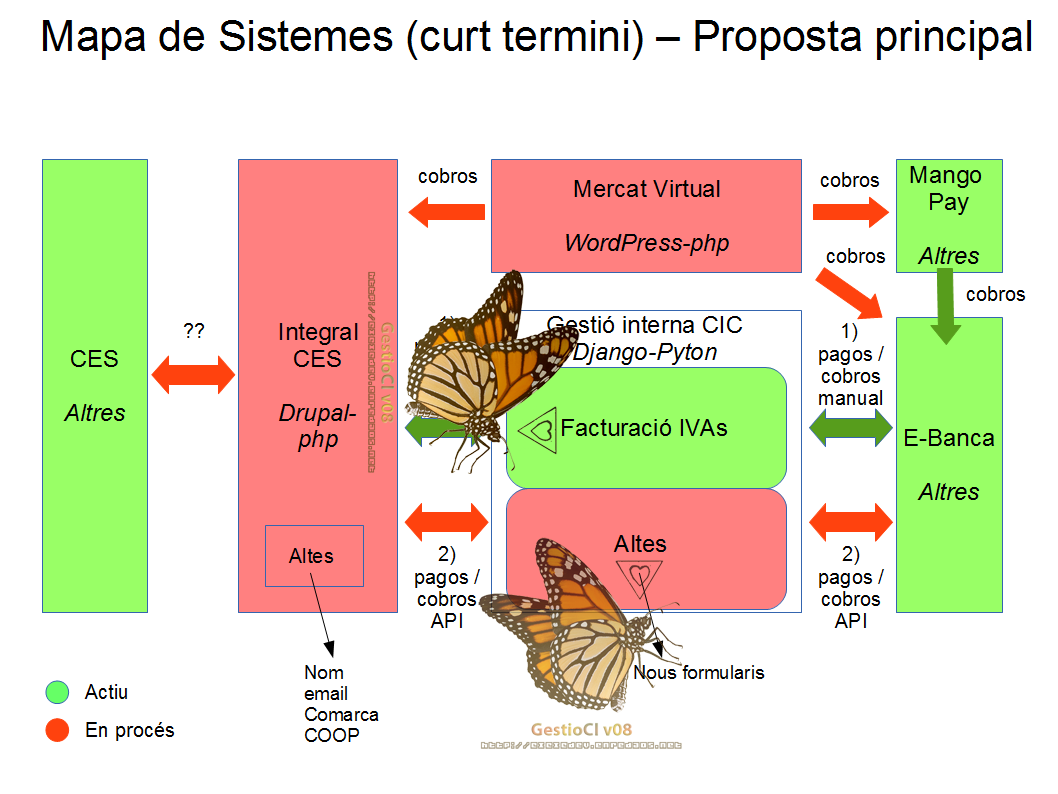 Mapa de Sistemes (curt termini) – Proposta principal
CES
Altres
??
Integral
CES
Drupal-
php
Altes
Nom
email
Comarca
COOP
cobros
Mercat Virtual
WordPress-php
cobros
Mango
Pay
Altres
cobros
cobros
Gestió interna CIC
Django-Pyton
Facturació IVAs
Altes
Nous formularis
2)
pagos /
cobros
API
1)
pagos /
cobros
manual
2)
pagos /
cobros
API
E-Banca
Altres
Actiu
En procés
GestioCI v08
GestioCI v08